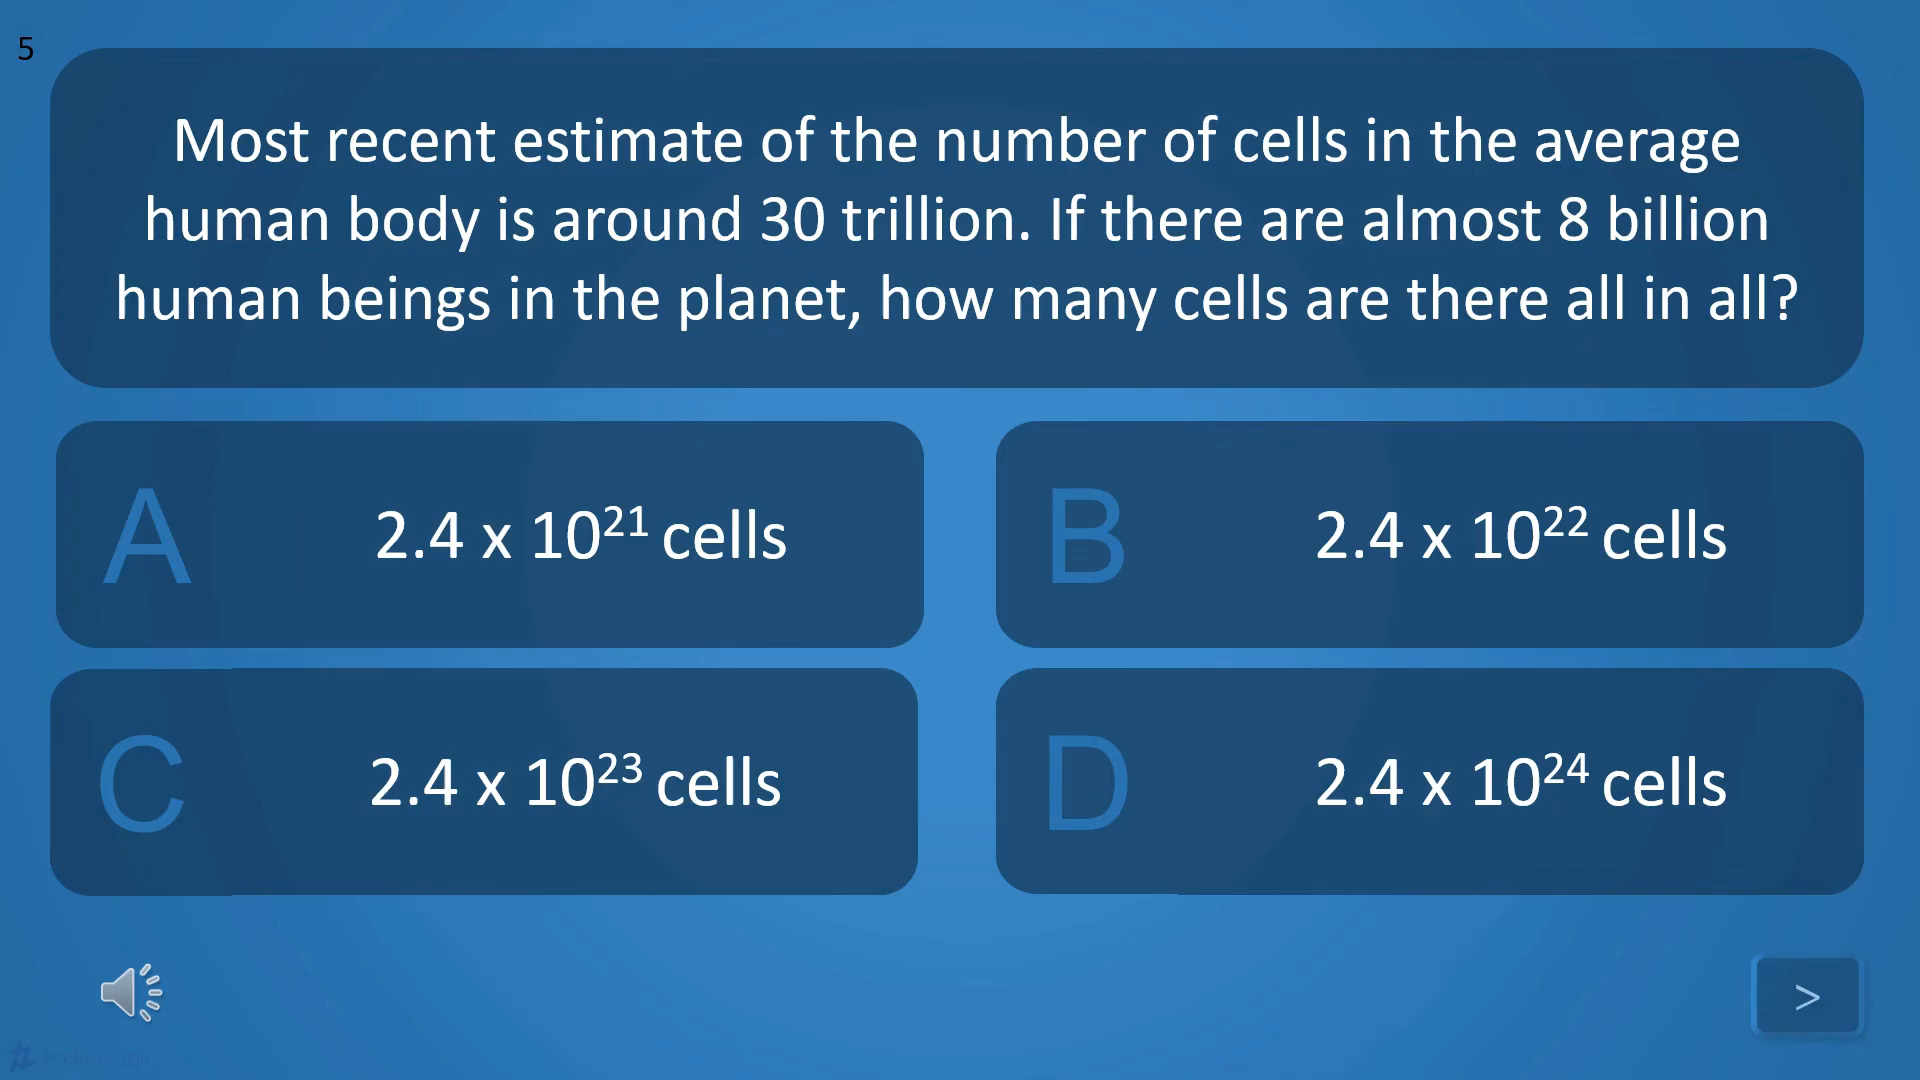 5
Most recent estimate of the number of cells in the average
human body is around 30 trillion. If there are almost 8 billion
human beings in the planet, how many cells are there all in all?
A 2.4 x 10²¹ cells
B 2.4 x 10²² cells
C 2.4 x 10²³ cells
D 2.4 x 10²⁴ cells
>